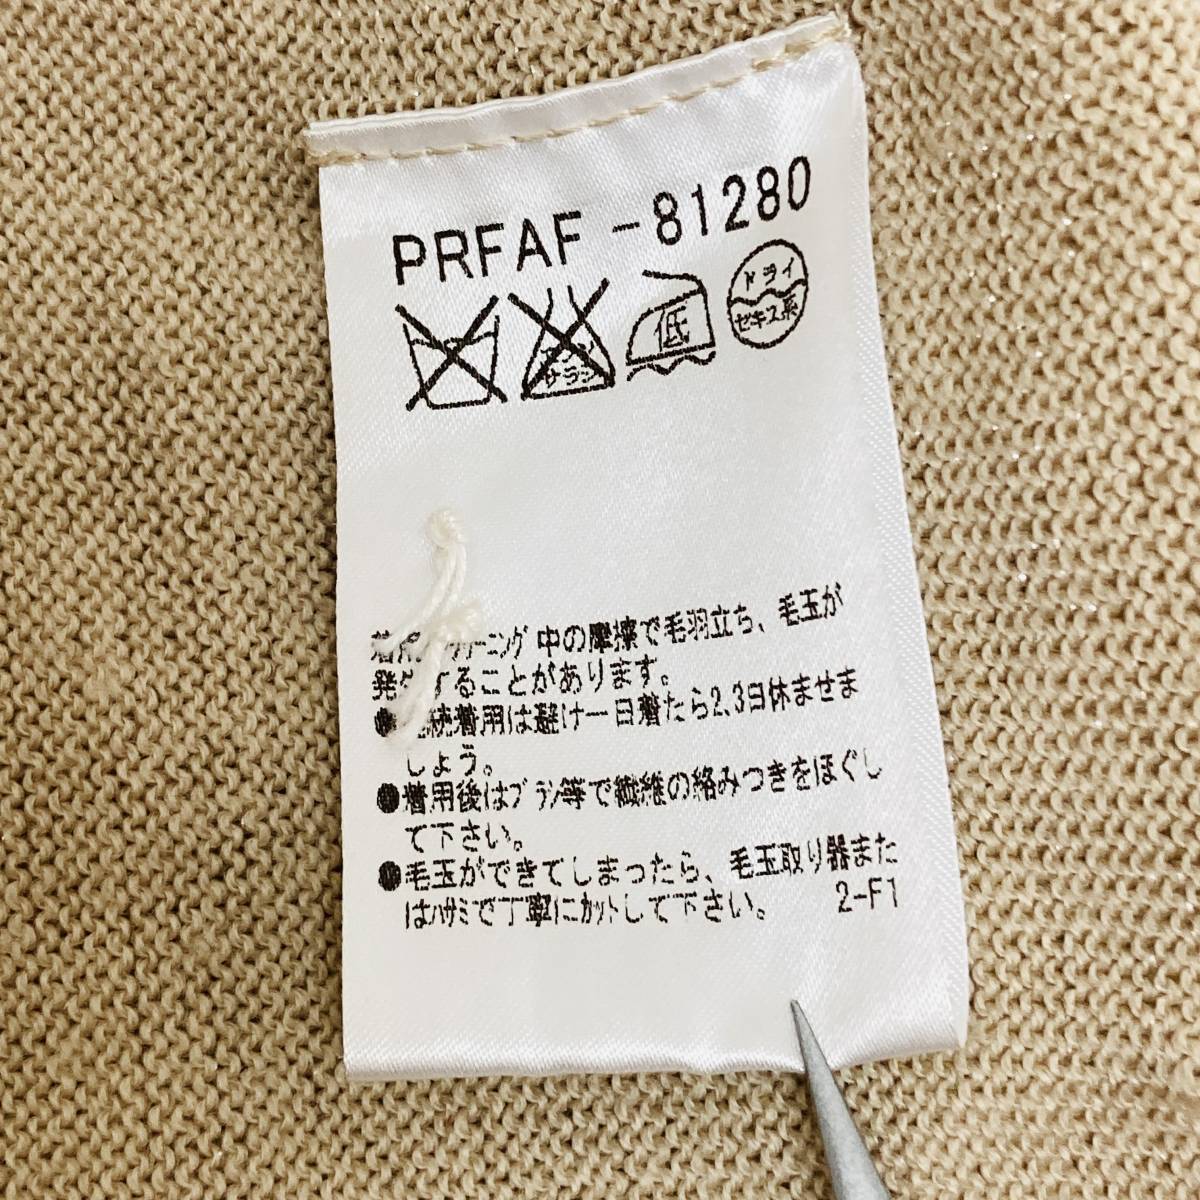 PRFAF -81280
低
ドライ
セキス系
中の摩擦で毛羽立ち、毛玉が
することがあります。
着用は避け一日着たら2,3日休ませま
しょう。
●着用後はブラシ等で繊維の絡みつきをほぐし
て下さい。
●毛玉ができてしまったら、毛玉取り器また
はハサミで丁寧にカットして下さい。 2-F1